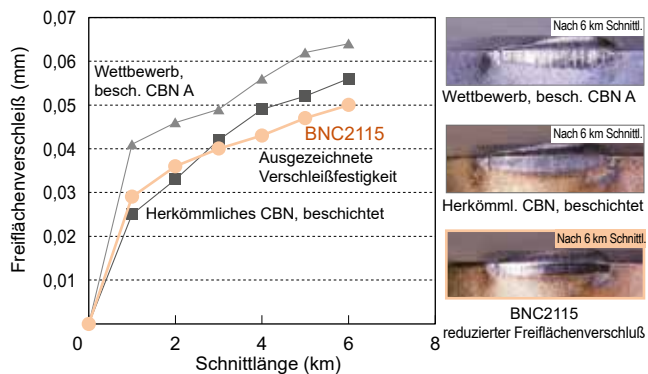 0,07
0,06
0,05
0,04
0,03
0,02
0,01
0
0
2
4
6
8
Freiflächenverschleiß (mm)
Schnittlänge (km)
Wettbewerb,
besch. CBN A
BNC2115
Ausgezeichnete
Verschleißfestigkeit
Herkömmliches CBN, beschichtet
Nach 6 km Schnittl.
Wettbewerb, besch. CBN A
Nach 6 km Schnittl.
Herkömml. CBN, beschichtet
Nach 6 km Schnittl.
BNC2115
reduzierter Freiflächenverschluß